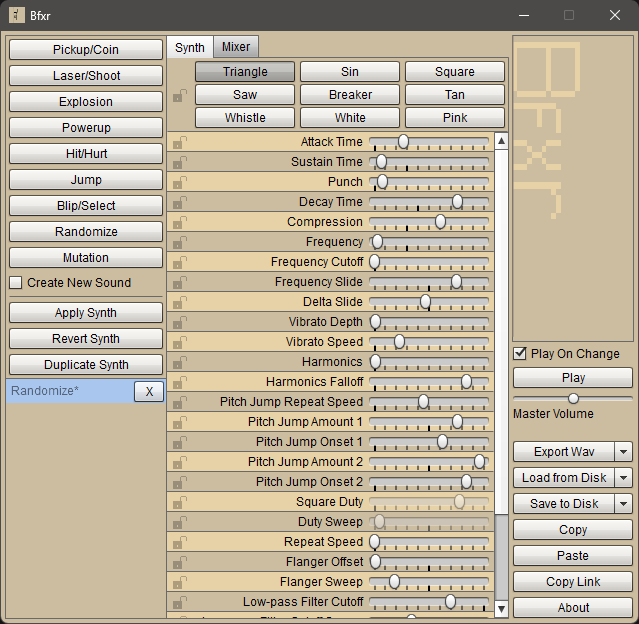 Bfxr
Pickup/Coin
Laser/Shoot
Explosion
Powerup
Hit/Hurt
Jump
Blip/Select
Randomize
Mutation
Create New Sound
Apply Synth
Revert Synth
Duplicate Synth
Randomize* X
Synth Mixer
Triangle Sin Square
Saw Breaker Tan
Whistle White Pink
Attack Time
Sustain Time
Punch
Decay Time
Compression
Frequency
Frequency Cutoff
Frequency Slide
Delta Slide
Vibrato Depth
Vibrato Speed
Harmonics
Harmonics Falloff
Pitch Jump Repeat Speed
Pitch Jump Amount 1
Pitch Jump Onset 1
Pitch Jump Amount 2
Pitch Jump Onset 2
Square Duty
Duty Sweep
Repeat Speed
Flanger Offset
Flanger Sweep
Low-pass Filter Cutoff
Play On Change
Play
Master Volume
Export Wav
Load from Disk
Save to Disk
Copy
Paste
Copy Link
About